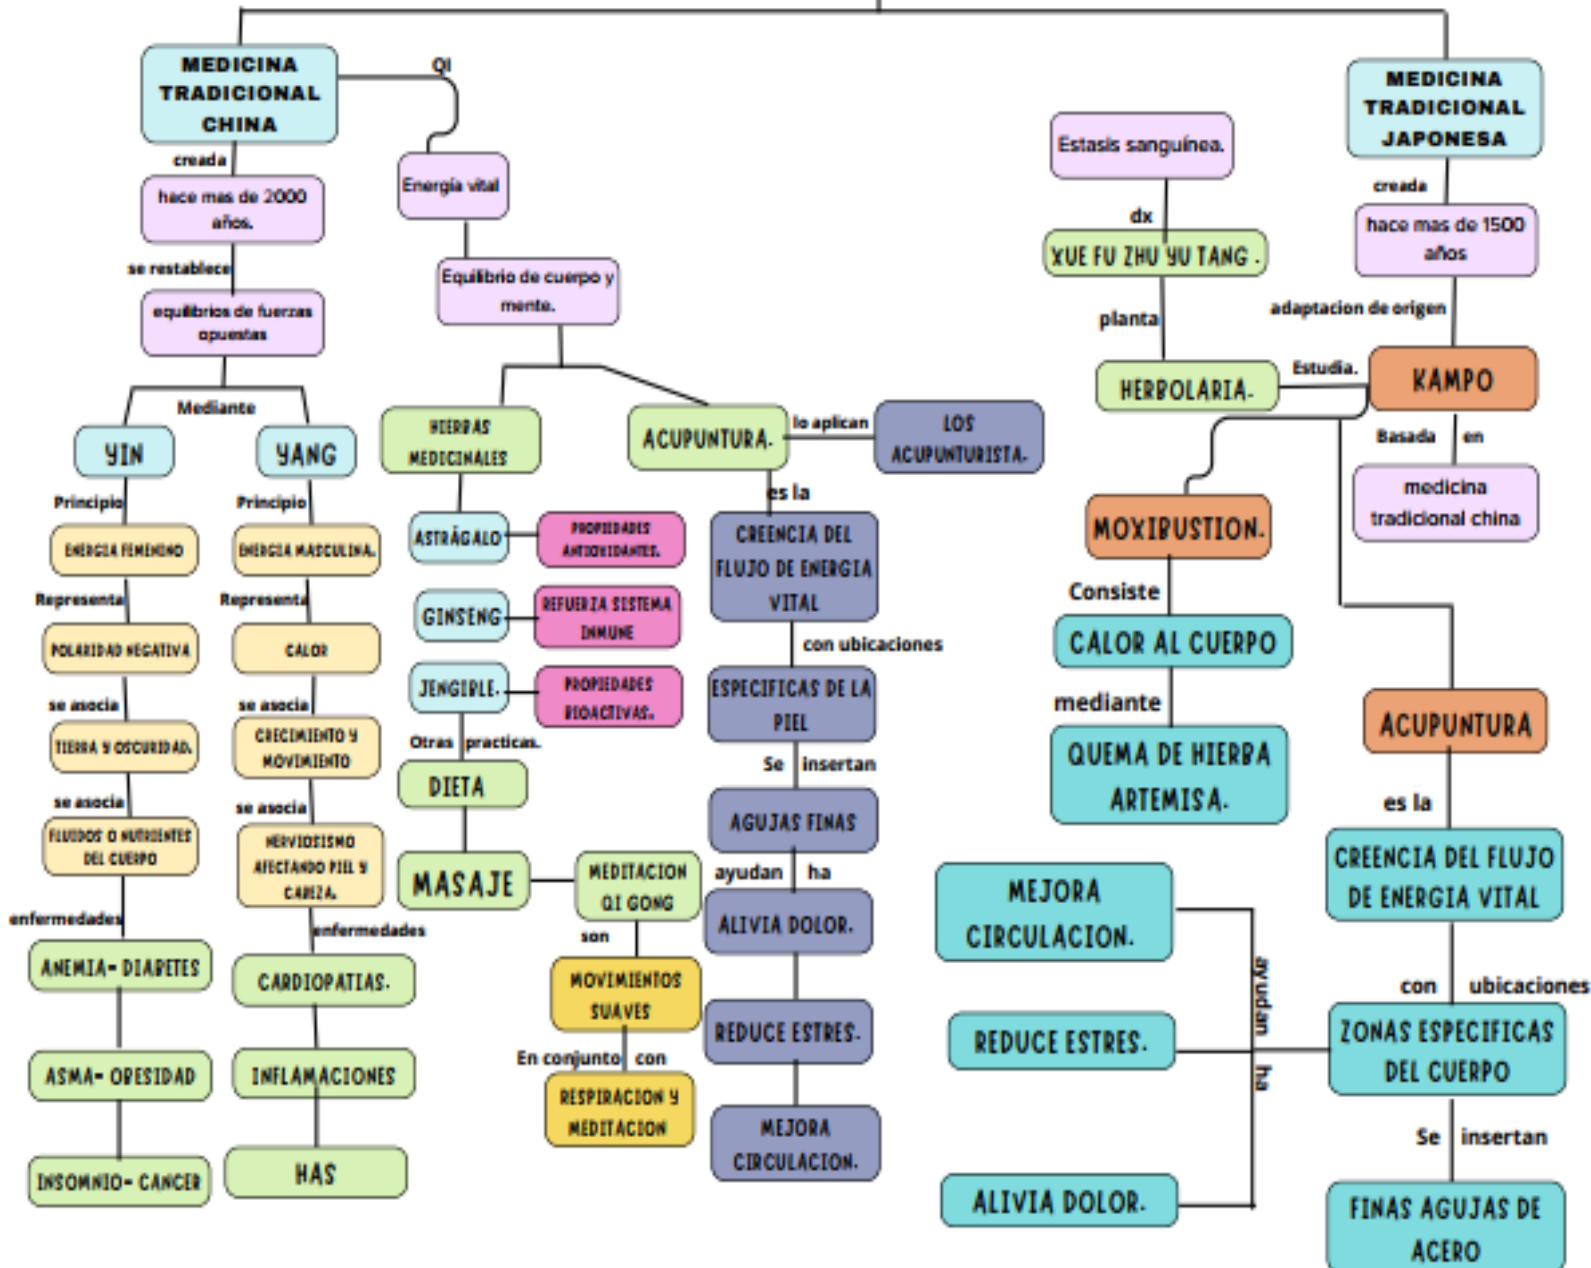 MEDICINA
TRADICIONAL
CHINA
QI
creada
hace mas de 2000
años.
se restablece
equilibrios de fuerzas
opuestas
Mediante
YIN
Principio
ENERGIA FEMENINO
Representa
POLARIDAD NEGATIVA
se asocia
TIERRA Y OSCURIDAD.
se asocia
FLUIDOS O NUTRIENTES
DEL CUERPO
enfermedades
ANEMIA- DIABETES
ASMA- OBESIDAD
INSOMNIO- CANCER
YANG
Principio
ENERGIA MASCULINA.
Representa
CALOR
se asocia
CRECIMIENTO Y
MOVIMIENTO
se asocia
NERVIOSISMO
AFECTANDO PIEL Y
CABEZA.
enfermedades
CARDIOPATIAS.
INFLAMACIONES
HAS
Energía vital
Equilibrio de cuerpo y
mente.
HIERBAS
MEDICINALES
ASTRÁGALO
PROPIEDADES
ANTIOXIDANTES.
GINSENG
REFUERZA SISTEMA
INMUNE
JENGIBLE.
PROPIEDADES
BIOACTIVAS.
Otras practicas.
DIETA
MASAJE
MEDITACION
QI GONG
son
MOVIMIENTOS
SUAVES
En conjunto con
RESPIRACION Y
MEDITACION
ACUPUNTURA.
lo aplican
LOS
ACUPUNTURISTA.
es la
CREENCIA DEL
FLUJO DE ENERGIA
VITAL
con ubicaciones
ESPECIFICAS DE LA
PIEL
Se insertan
AGUJAS FINAS
ayudan ha
ALIVIA DOLOR.
REDUCE ESTRES.
MEJORA
CIRCULACION.
MEDICINA
TRADICIONAL
JAPONESA
creada
hace mas de 1500
años
adaptacion de origen
KAMPO
Basada en
medicina
tradicional china
Estudia.
HERBOLARIA.
planta
XUE FU ZHU YU TANG .
dx
Estasis sanguínea.
MOXIBUSTION.
Consiste
CALOR AL CUERPO
mediante
QUEMA DE HIERBA
ARTEMISA.
ACUPUNTURA
es la
CREENCIA DEL FLUJO
DE ENERGIA VITAL
con ubicaciones
ZONAS ESPECIFICAS
DEL CUERPO
Se insertan
FINAS AGUJAS DE
ACERO
ayudan ha
MEJORA
CIRCULACION.
REDUCE ESTRES.
ALIVIA DOLOR.